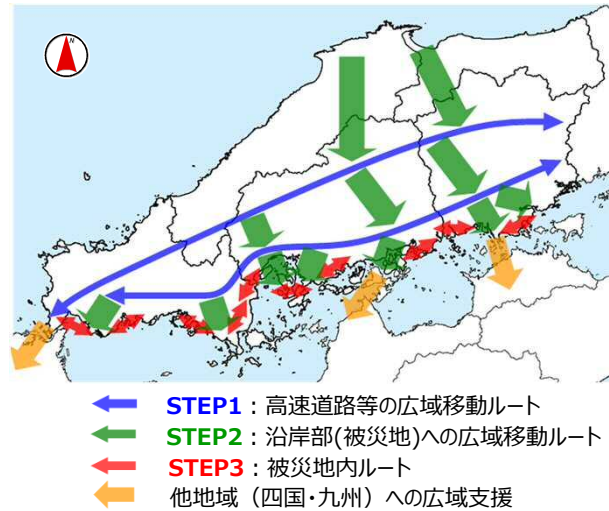 N
STEP1：高速道路等の広域移動ルート
STEP2：沿岸部(被災地)への広域移動ルート
STEP3：被災地内ルート
他地域（四国・九州）への広域支援